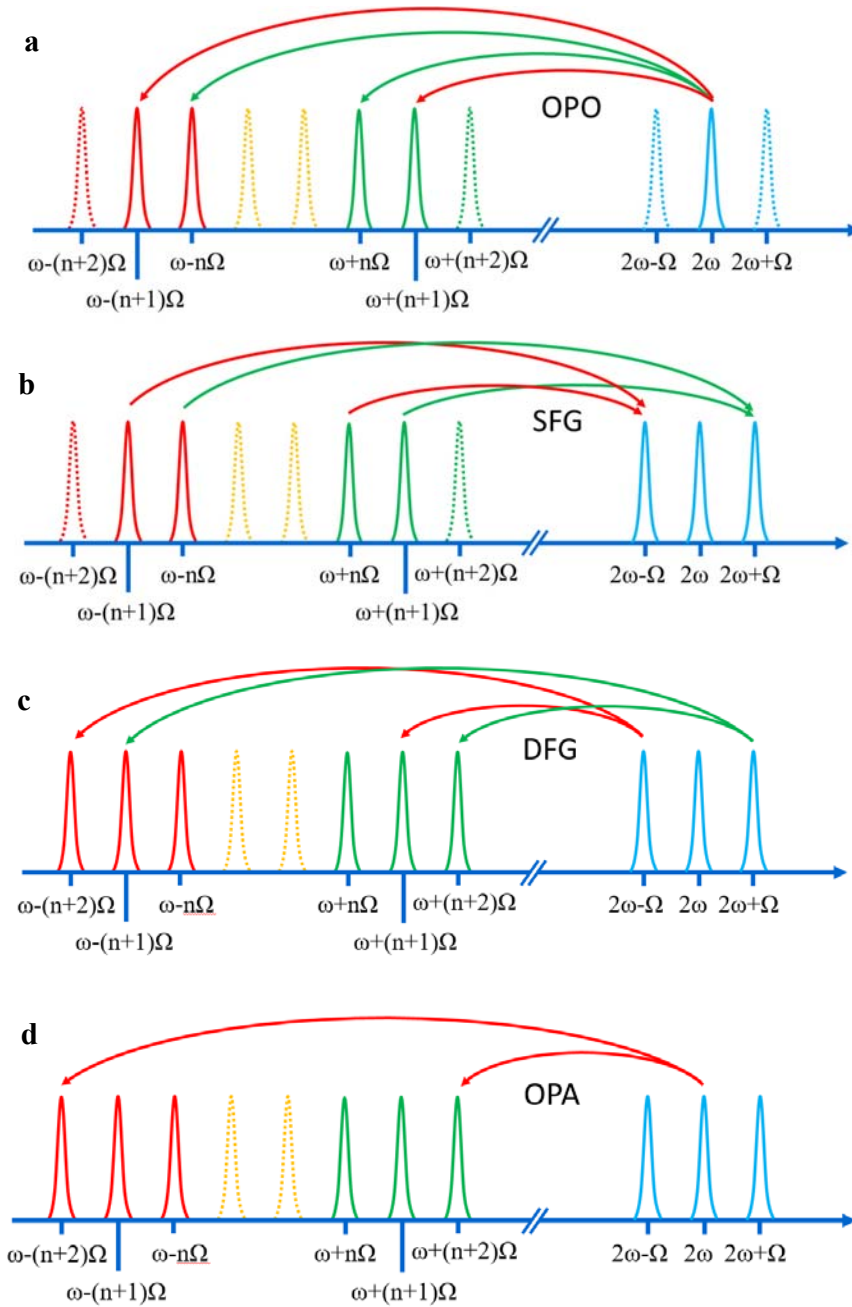 a
OPO
ω-(n+2)Ω ω-nΩ ω+nΩ ω+(n+2)Ω 2ω-Ω 2ω 2ω+Ω
ω-(n+1)Ω ω+(n+1)Ω
b
SFG
ω-(n+2)Ω ω-nΩ ω+nΩ ω+(n+2)Ω 2ω-Ω 2ω 2ω+Ω
ω-(n+1)Ω ω+(n+1)Ω
c
DFG
ω-(n+2)Ω ω-nΩ ω+nΩ ω+(n+2)Ω 2ω-Ω 2ω 2ω+Ω
ω-(n+1)Ω ω+(n+1)Ω
d
OPA
ω-(n+2)Ω ω-nΩ ω+nΩ ω+(n+2)Ω 2ω-Ω 2ω 2ω+Ω
ω-(n+1)Ω ω+(n+1)Ω